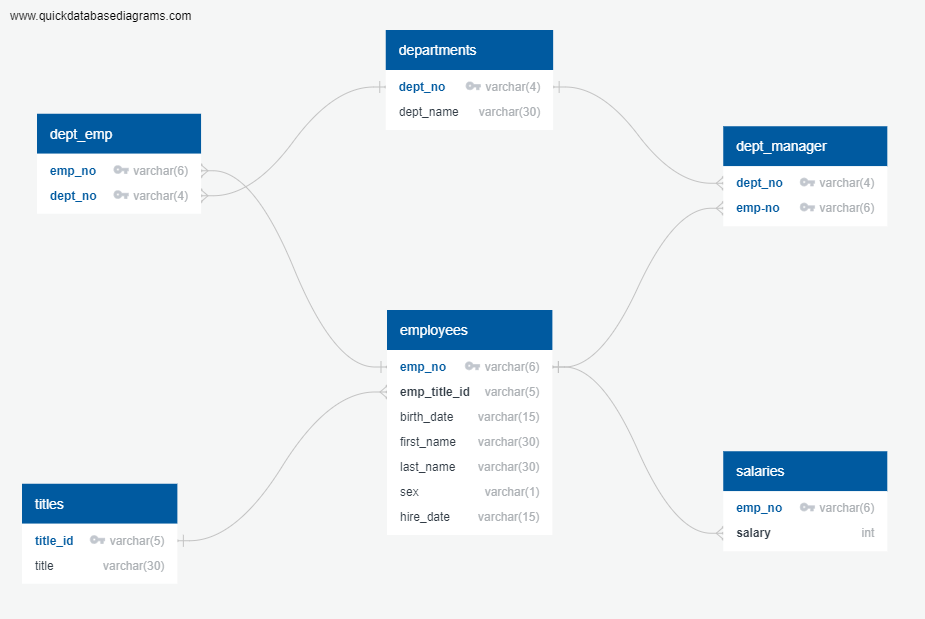 www.quickdatabasediagrams.com
departments
dept_no varchar(4)
dept_name varchar(30)
dept_emp
emp_no varchar(6)
dept_no varchar(4)
dept_manager
dept_no varchar(4)
emp-no varchar(6)
employees
emp_no varchar(6)
emp_title_id varchar(5)
birth_date varchar(15)
first_name varchar(30)
last_name varchar(30)
sex varchar(1)
hire_date varchar(15)
titles
title_id varchar(5)
title varchar(30)
salaries
emp_no varchar(6)
salary int